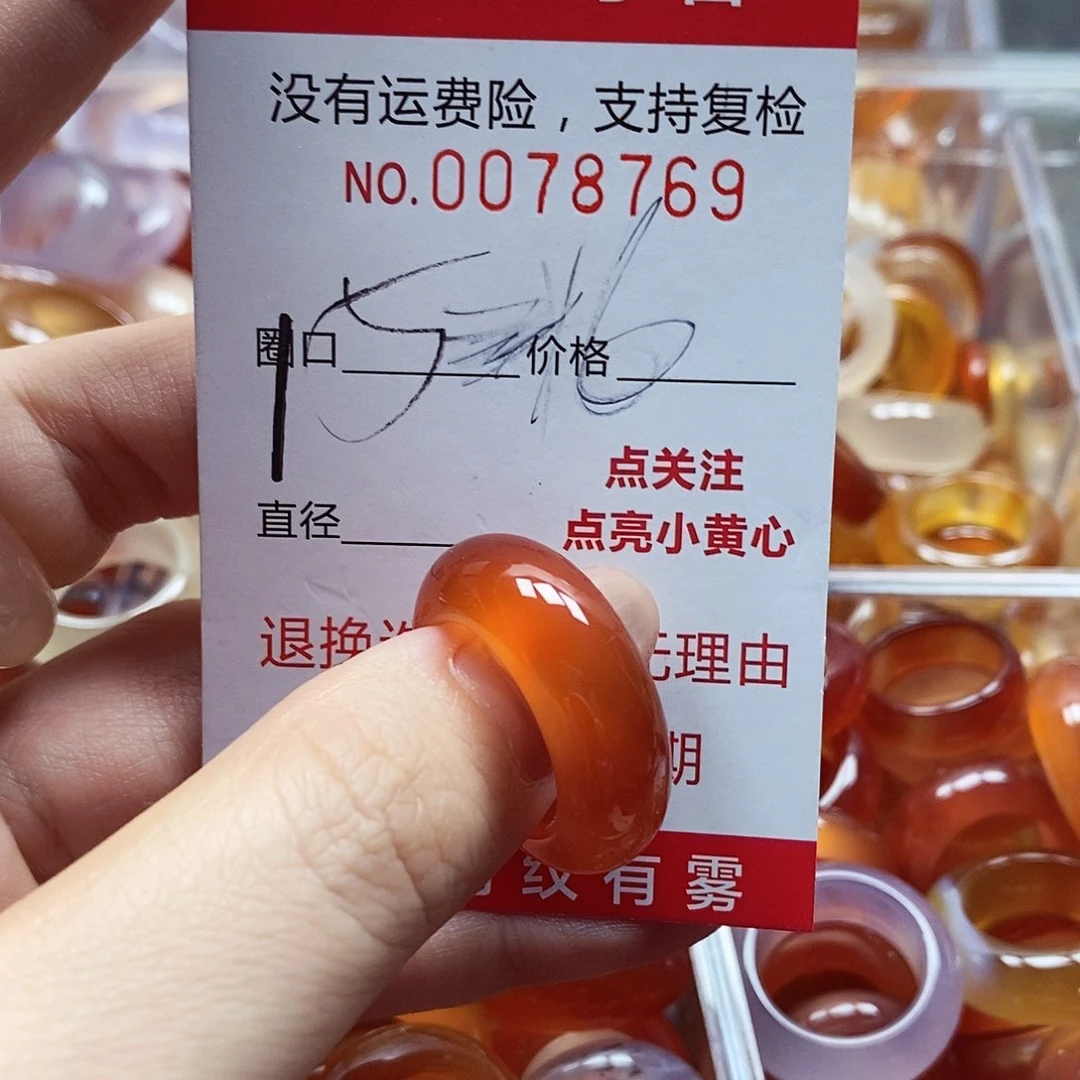 没有运费险，支持复检
NO.0078769
圈口 价格
点关注
直径
点亮小黄心
退换 理由
期
纹有雾